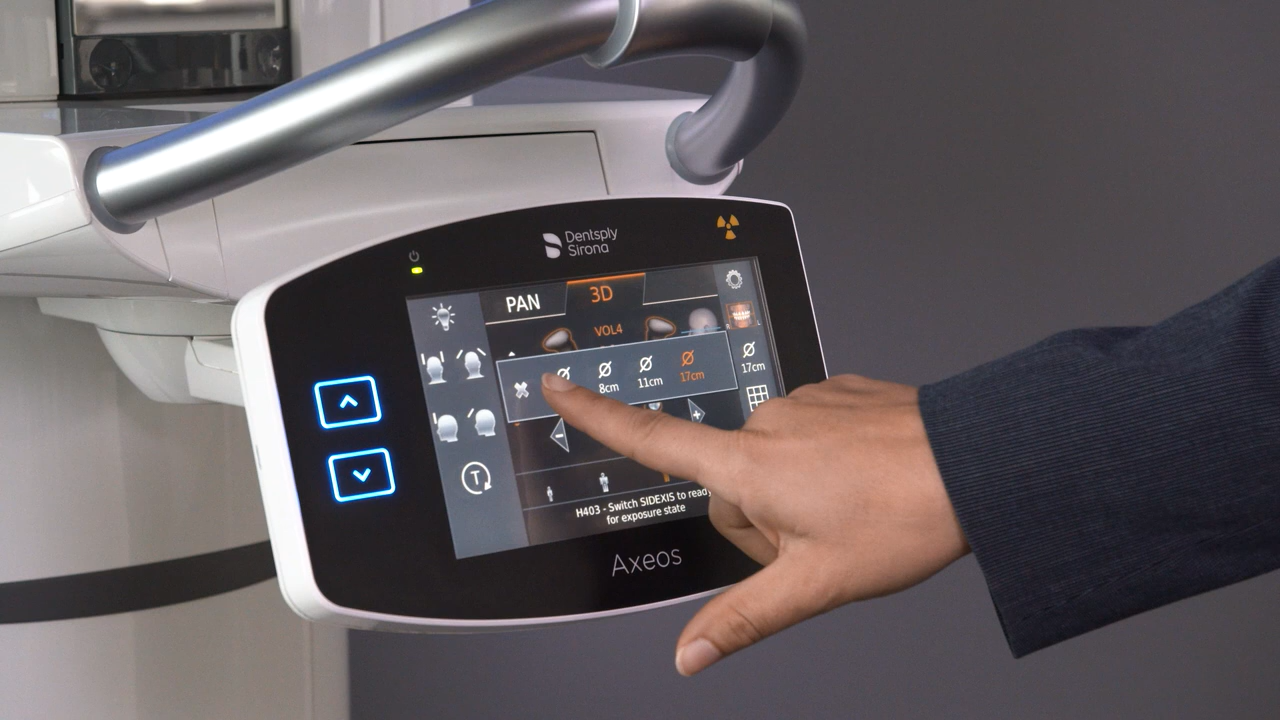 Dentsply
Sirona
PAN
3D
VOL4
8cm
11cm
17cm
17cm
T
H403 - Switch SIDEXIS to ready
for exposure state
Axeos